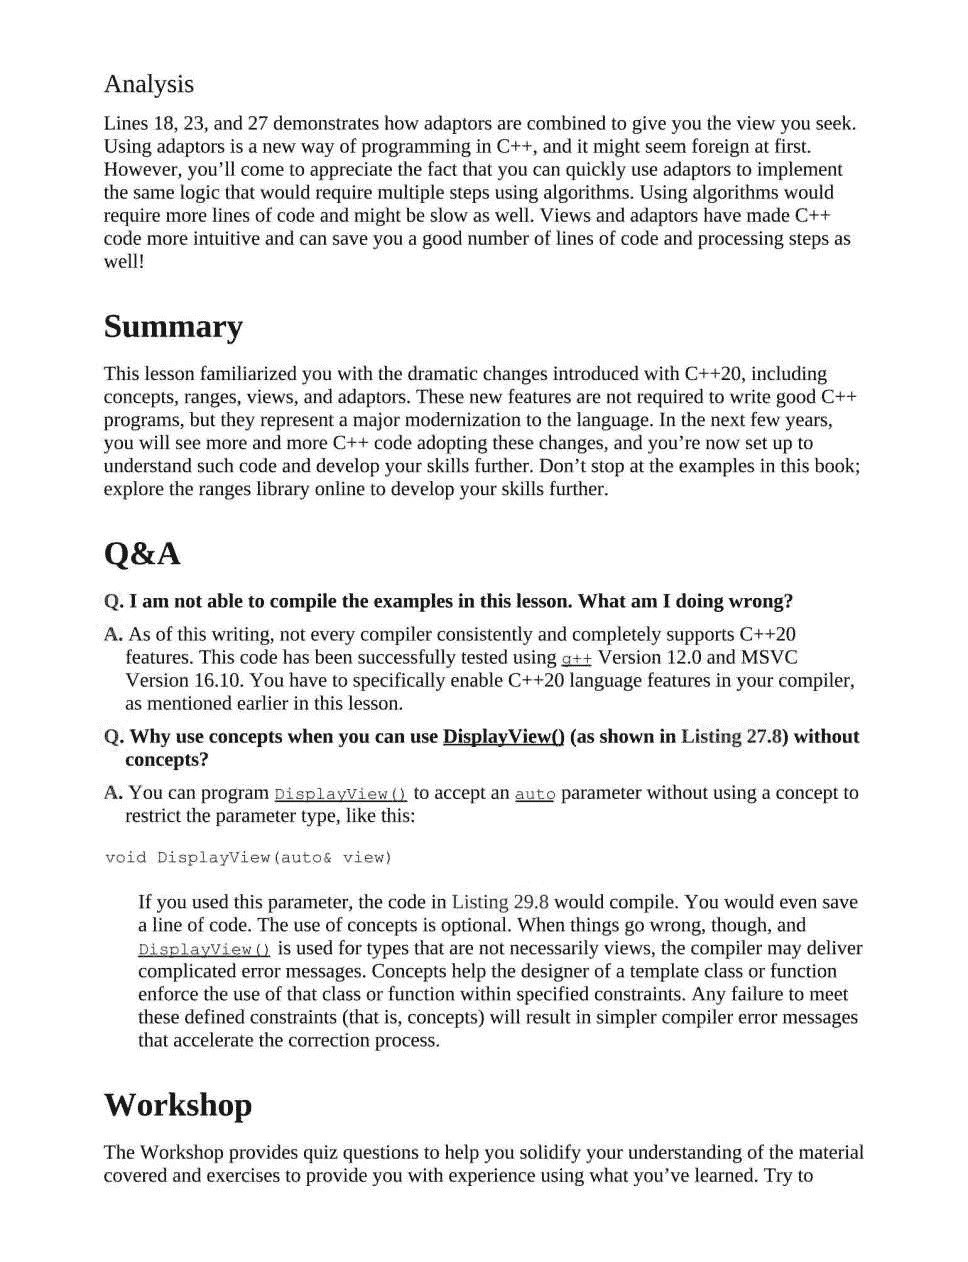 Analysis
Lines 18, 23, and 27 demonstrates how adaptors are combined to give you the view you seek.
Using adaptors is a new way of programming in C++, and it might seem foreign at first.
However, you’ll come to appreciate the fact that you can quickly use adaptors to implement
the same logic that would require multiple steps using algorithms. Using algorithms would
require more lines of code and might be slow as well. Views and adaptors have made C++
code more intuitive and can save you a good number of lines of code and processing steps as
well!
Summary
This lesson familiarized you with the dramatic changes introduced with C++20, including
concepts, ranges, views, and adaptors. These new features are not required to write good C++
programs, but they represent a major modernization to the language. In the next few years,
you will see more and more C++ code adopting these changes, and you’re now set up to
understand such code and develop your skills further. Don’t stop at the examples in this book;
explore the ranges library online to develop your skills further.
Q&A
Q. I am not able to compile the examples in this lesson. What am I doing wrong?
A. As of this writing, not every compiler consistently and completely supports C++20
features. This code has been successfully tested using g++ Version 12.0 and MSVC
Version 16.10. You have to specifically enable C++20 language features in your compiler,
as mentioned earlier in this lesson.
Q. Why use concepts when you can use DisplayView() (as shown in Listing 27.8) without
concepts?
A. You can program DisplayView() to accept an auto parameter without using a concept to
restrict the parameter type, like this:
void DisplayView(auto& view)
If you used this parameter, the code in Listing 29.8 would compile. You would even save
a line of code. The use of concepts is optional. When things go wrong, though, and
DisplayView() is used for types that are not necessarily views, the compiler may deliver
complicated error messages. Concepts help the designer of a template class or function
enforce the use of that class or function within specified constraints. Any failure to meet
these defined constraints (that is, concepts) will result in simpler compiler error messages
that accelerate the correction process.
Workshop
The Workshop provides quiz questions to help you solidify your understanding of the material
covered and exercises to provide you with experience using what you’ve learned. Try to